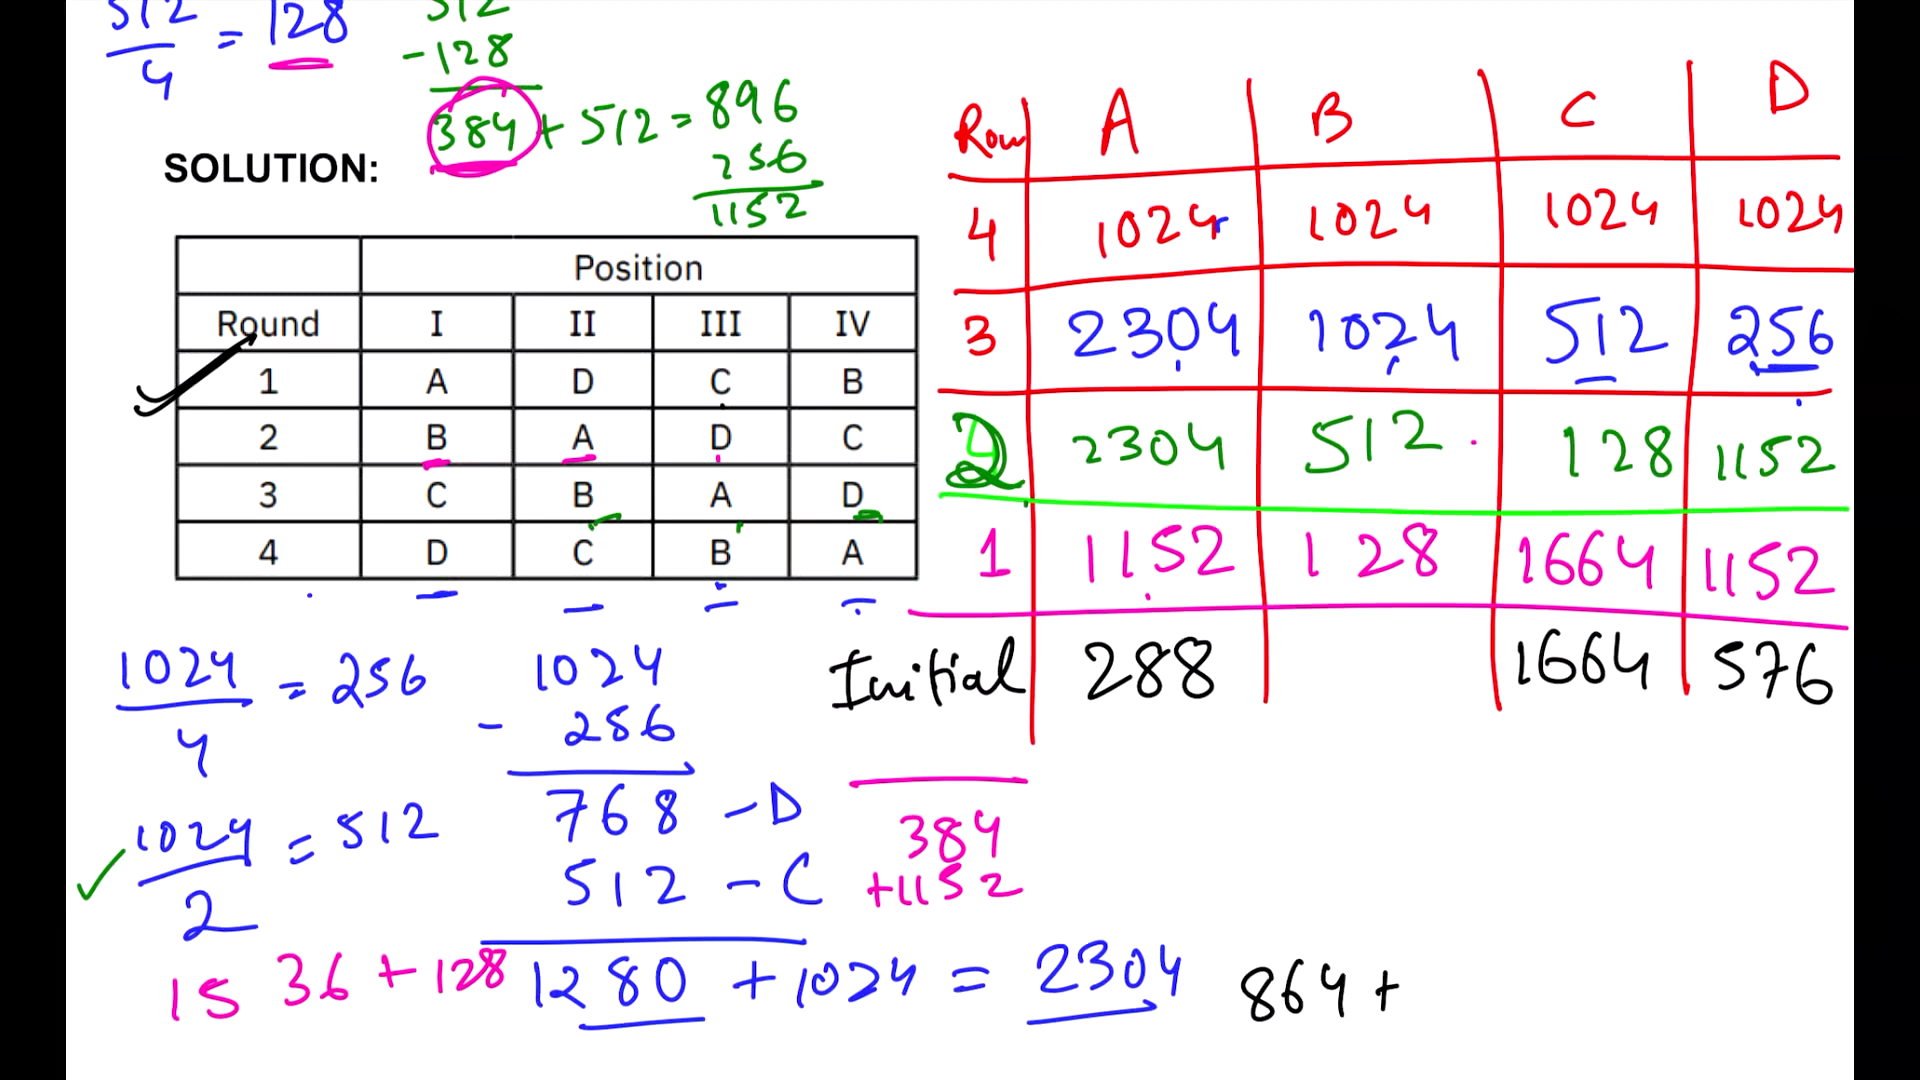 512/4 = 128
512
-128
384 + 512 = 896
256
1152
SOLUTION:
Position
Round I II III IV
1 A D C B
2 B A D C
3 C B A D
4 D C B A
Row A B C D
4 1024 1024 1024 1024
3 2304 1024 512 256
2 2304 512 128 1152
1 1152 128 1664 1152
Initial 288 1664 576
1024/4 = 256
1024
- 256
768 - D
512 - C
1280 + 1024 = 2304
1024/2 = 512
384
+1152
1536 + 128
864 +